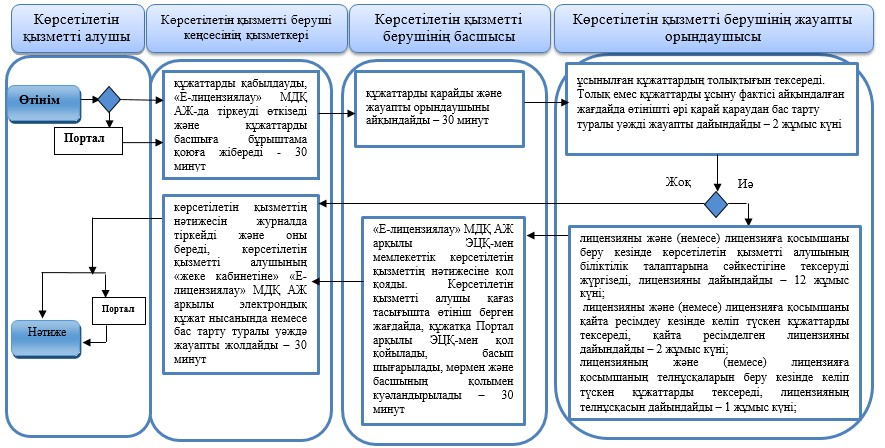 Көрсетілетін
қызметті алушы
Көрсетілетін қызметті беруші
кеңсесінің қызметкері
Көрсетілетін қызметті
берушінің басшысы
Көрсетілетін қызметті берушінің жауапты
орындаушысы
Өтінім
Портал
құжаттарды қабылдауды,
«Е-лицензиялау» МДҚ
АЖ-да тіркеуді өткізеді
және құжаттарды
басшыға бұрыштама
қоюға жібереді - 30
минут
құжаттарды қарайды және
жауапты орындаушыны
айқындайды – 30 минут
ұсынылған құжаттардың толықтығын тексереді.
Толық емес құжаттарды ұсыну фактісі айқындалған
жағдайда өтінішті әрі қарай қараудан бас тарту
туралы уәжді жауапты дайындайды – 2 жұмыс күні
Жоқ
Иә
көрсетілетін қызметтің
нәтижесін журналда
тіркейді және оны
береді, көрсетілетін
қызметті алушының
«жеке кабинетіне» «Е-
лицензиялау» МДҚ АЖ
арқылы электрондық
құжат нысанында немесе
бас тарту туралы уәжде
жауапты жолдайды –
30 минут
«Е-лицензиялау» МДҚ АЖ
арқылы ЭЦҚ-мен
мемлекеттік көрсетілетін
қызметтің нәтижесіне қол
қояды. Көрсетілетін
қызметті алушы қағаз
тасығышта өтініш берген
жағдайда, құжатқа Портал
арқылы ЭЦҚ-мен қол
қойылады, басып
шығарылады, мөрмен және
басшының қолымен
куәландырылады – 30
минут
лицензияны және (немесе) лицензияға қосымшаны
беру кезінде көрсетілетін қызметті алушының
біліктілік талаптарына сәйкестігіне тексеруді
жүргізеді, лицензияны дайындайды – 12 жұмыс
күні;
лицензияны және (немесе) лицензияға қосымшаны
қайта ресімдеу кезінде келіп түскен құжаттарды
тексереді, қайта ресімделген лицензияны
дайындайды – 2 жұмыс күні;
лицензияның және (немесе) лицензияға
қосымшаның телнұсқаларын беру кезінде келіп
түскен құжаттарды тексереді, лицензияның
телнұсқасын дайындайды – 1 жұмыс күні;
Портал
Нәтиже